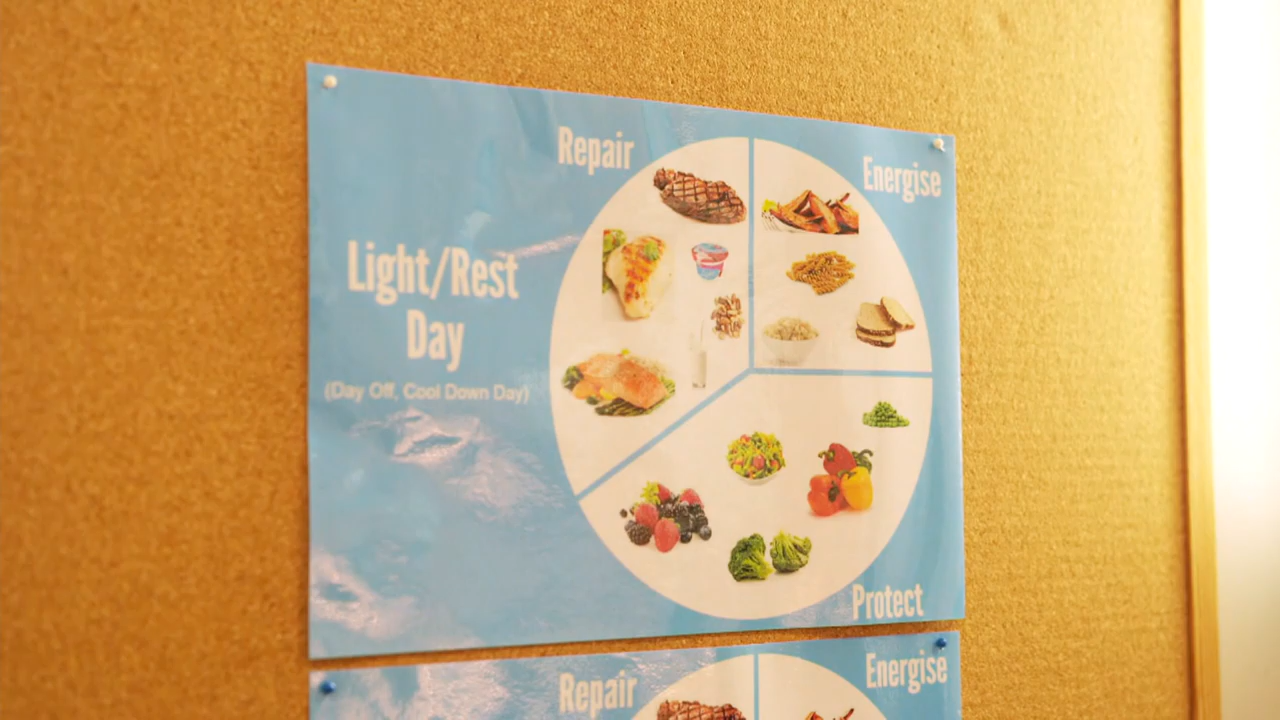 Repair
Energise
Light/Rest
Day
(Day Off, Cool Down Day)
Protect
Repair
Energise